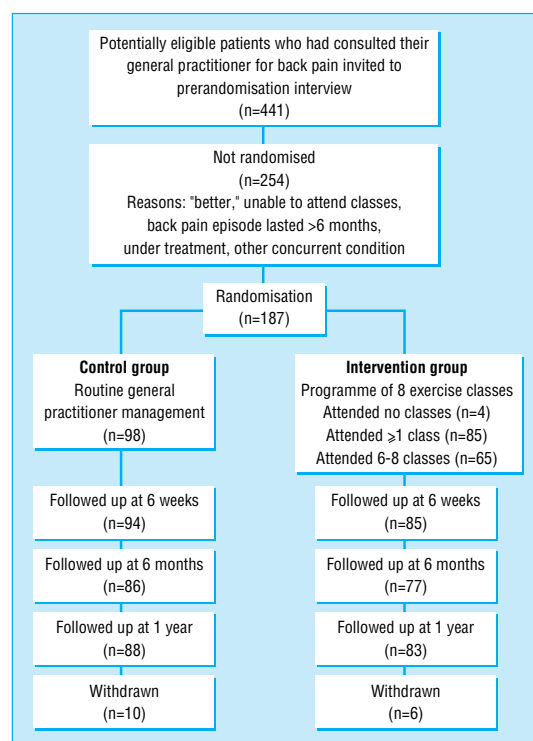 Potentially eligible patients who had consulted their
general practitioner for back pain invited to
prerandomisation interview
(n=441)
Not randomised
(n=254)
Reasons: "better," unable to attend classes,
back pain episode lasted >6 months,
under treatment, other concurrent condition
Randomisation
(n=187)
Control group
Routine general
practitioner management
(n=98)
Intervention group
Programme of 8 exercise classes
Attended no classes (n=4)
Attended ⩾1 class (n=85)
Attended 6-8 classes (n=65)
Followed up at 6 weeks
(n=94)
Followed up at 6 weeks
(n=85)
Followed up at 6 months
(n=86)
Followed up at 6 months
(n=77)
Followed up at 1 year
(n=88)
Followed up at 1 year
(n=83)
Withdrawn
(n=10)
Withdrawn
(n=6)